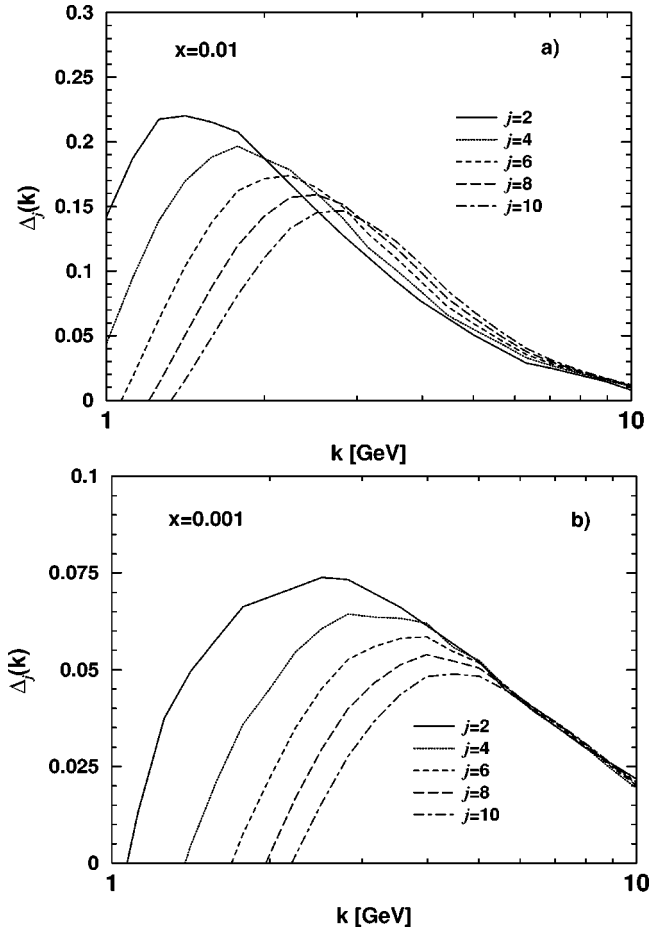 0.3
0.25
0.2
0.15
0.1
0.05
0
Δj(k)
x=0.01
a)
j=2
j=4
j=6
j=8
j=10
1
10
k [GeV]
0.1
0.075
0.05
0.025
0
Δj(k)
x=0.001
b)
j=2
j=4
j=6
j=8
j=10
1
10
k [GeV]